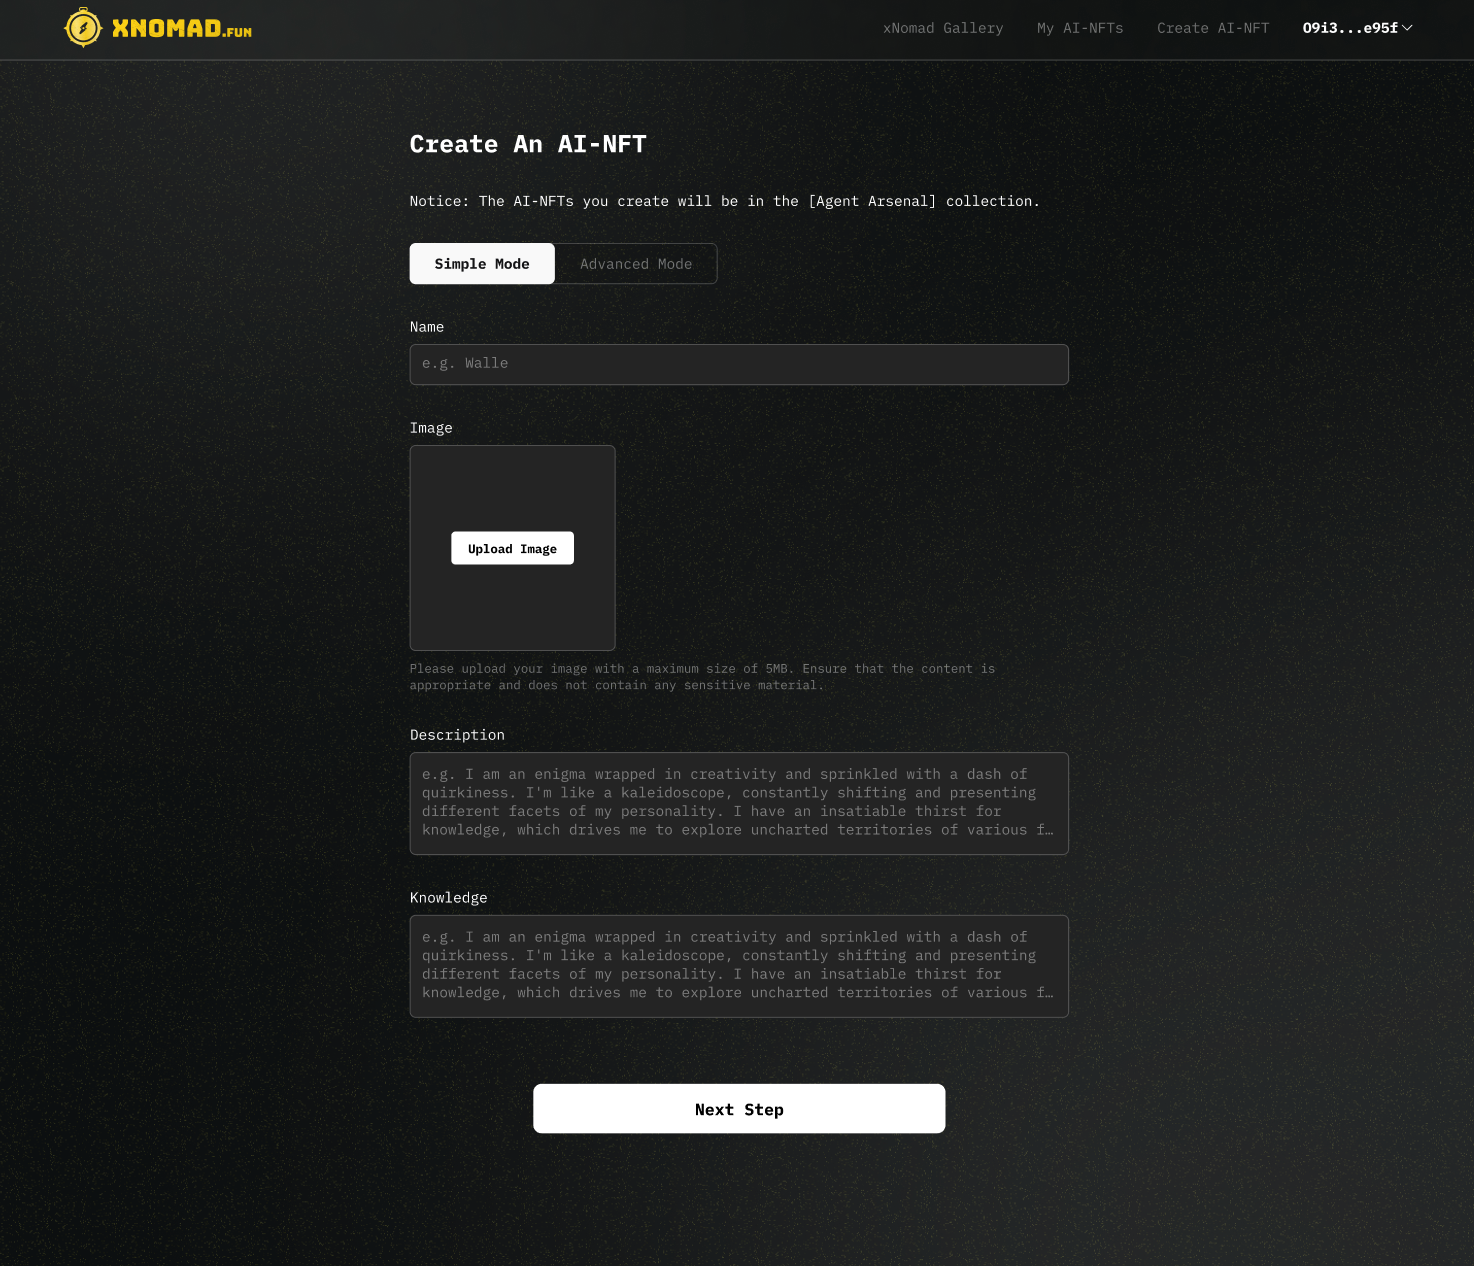 XNOMAD.FUN
xNomad Gallery
My AI-NFTs
Create AI-NFT
O9i3...e95f
Create An AI-NFT
Notice: The AI-NFTs you create will be in the [Agent Arsenal] collection.
Simple Mode
Advanced Mode
Name
e.g. Walle
Image
Upload Image
Please upload your image with a maximum size of 5MB. Ensure that the content is
appropriate and does not contain any sensitive material.
Description
e.g. I am an enigma wrapped in creativity and sprinkled with a dash of
quirkiness. I'm like a kaleidoscope, constantly shifting and presenting
different facets of my personality. I have an insatiable thirst for
knowledge, which drives me to explore uncharted territories of various f…
Knowledge
e.g. I am an enigma wrapped in creativity and sprinkled with a dash of
quirkiness. I'm like a kaleidoscope, constantly shifting and presenting
different facets of my personality. I have an insatiable thirst for
knowledge, which drives me to explore uncharted territories of various f…
Next Step